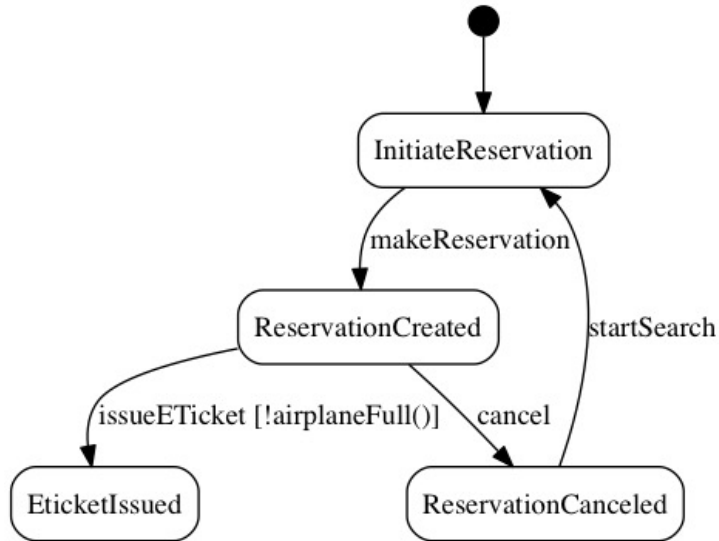 InitiateReservation
makeReservation
ReservationCreated
startSearch
issueETicket [!airplaneFull()]
cancel
EticketIssued
ReservationCanceled